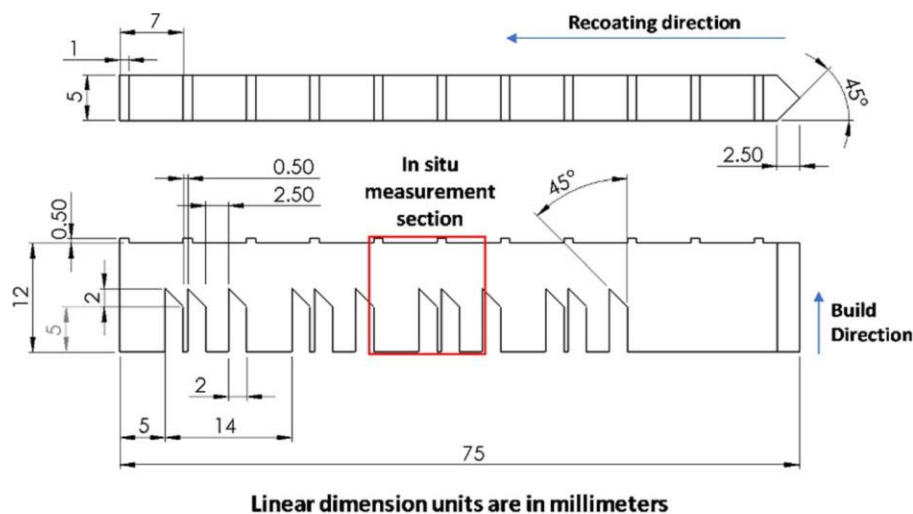 7
Recoating direction
1
5
45°
2.50
0.50
In situ
measurement
section
45°
2.50
0.50
12
2
5
Build
Direction
2
5
14
75
Linear dimension units are in millimeters